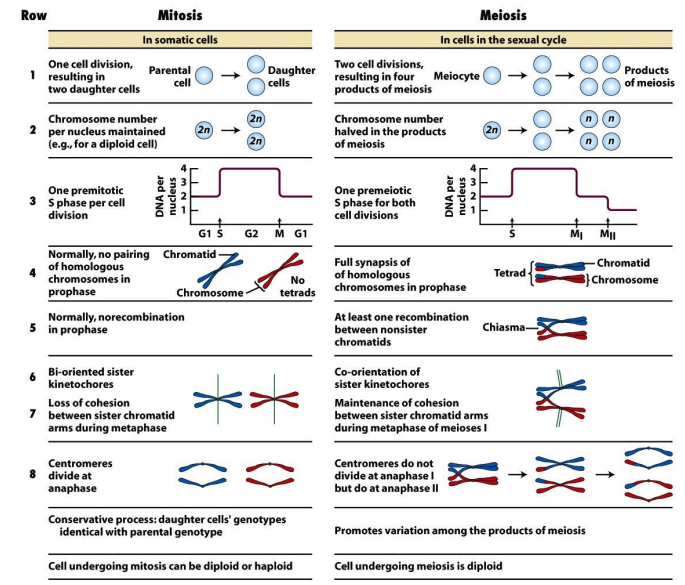 Row Mitosis Meiosis
In somatic cells
In cells in the sexual cycle
1
One cell division,
resulting in
two daughter cells
Parental
cell
Daughter
cells
Two cell divisions,
resulting in four
products of meiosis
Meiocyte
Products
of meiosis
2
Chromosome number
per nucleus maintained
(e.g., for a diploid cell)
2n
2n
2n
Chromosome number
halved in the products
of meiosis
2n
n n
n n
3
One premitotic
S phase per cell
division
DNA per
nucleus
4
3
2
1
G1 S G2 M G1
One premeiotic
S phase for both
cell divisions
DNA per
nucleus
4
3
2
1
S MI MII
4
Normally, no pairing
of homologous
chromosomes in
prophase
Chromatid
Chromosome
No
tetrads
Full synapsis of
of homologous
chromosomes in prophase
Tetrad
Chromatid
Chromosome
5
Normally, norecombination
in prophase
At least one recombination
between nonsister
chromatids
Chiasma
6
Bi-oriented sister
kinetochores
Co-orientation of
sister kinetochores
7
Loss of cohesion
between sister chromatid
arms during metaphase
Maintenance of cohesion
between sister chromatid arms
during metaphase of meioses I
8
Centromeres
divide at
anaphase
Centromeres do not
divide at anaphase I
but do at anaphase II
Conservative process: daughter cells' genotypes
identical with parental genotype
Promotes variation among the products of meiosis
Cell undergoing mitosis can be diploid or haploid
Cell undergoing meiosis is diploid